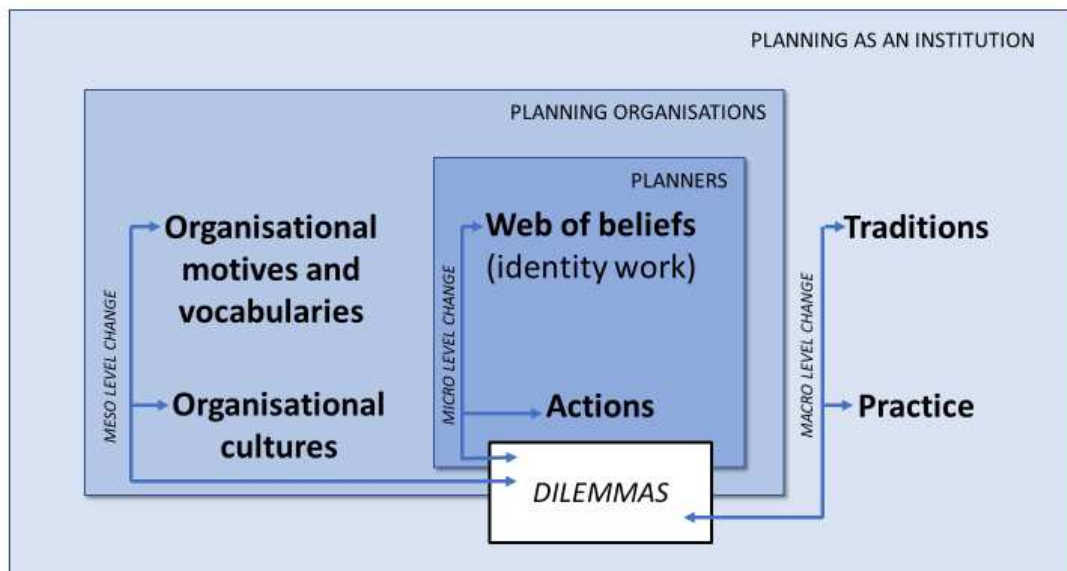 PLANNING AS AN INSTITUTION
PLANNING ORGANISATIONS
PLANNERS
MESO LEVEL CHANGE
Organisational
motives and
vocabularies
Organisational
cultures
MICRO LEVEL CHANGE
Web of beliefs
(identity work)
Actions
MACRO LEVEL CHANGE
Traditions
Practice
DILEMMAS